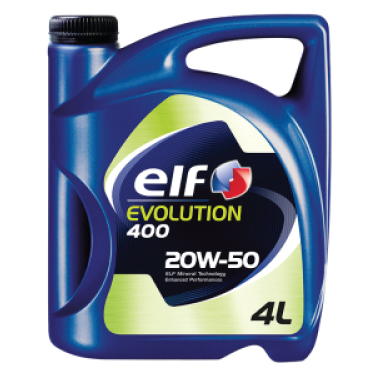 elf
EVOLUTION
400
20W-50
ELF Mineral Technology
Enhanced Performances
4L